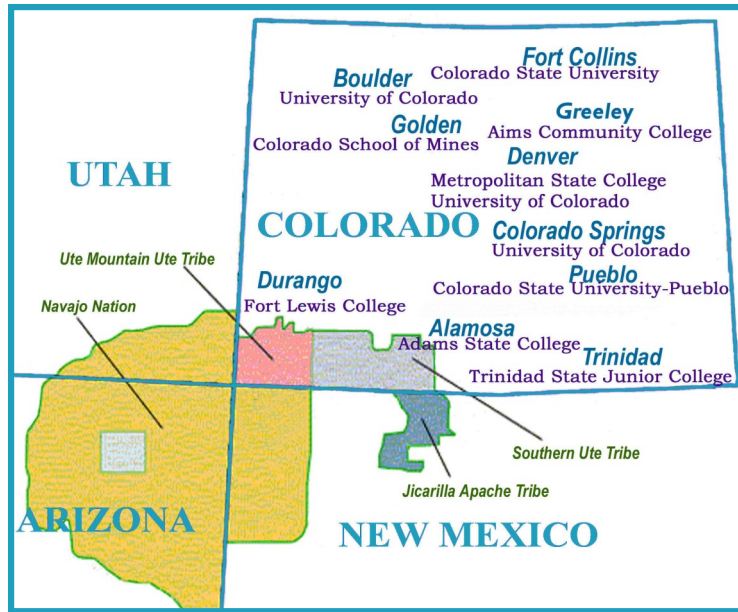 Fort Collins
Colorado State University
Boulder
University of Colorado
Greeley
Aims Community College
Golden
Colorado School of Mines
Denver
Metropolitan State College
University of Colorado
UTAH
COLORADO
Colorado Springs
University of Colorado
Ute Mountain Ute Tribe
Pueblo
Colorado State University-Pueblo
Durango
Fort Lewis College
Navajo Nation
Alamosa
Adams State College
Trinidad
Trinidad State Junior College
Southern Ute Tribe
Jicarilla Apache Tribe
ARIZONA
NEW MEXICO